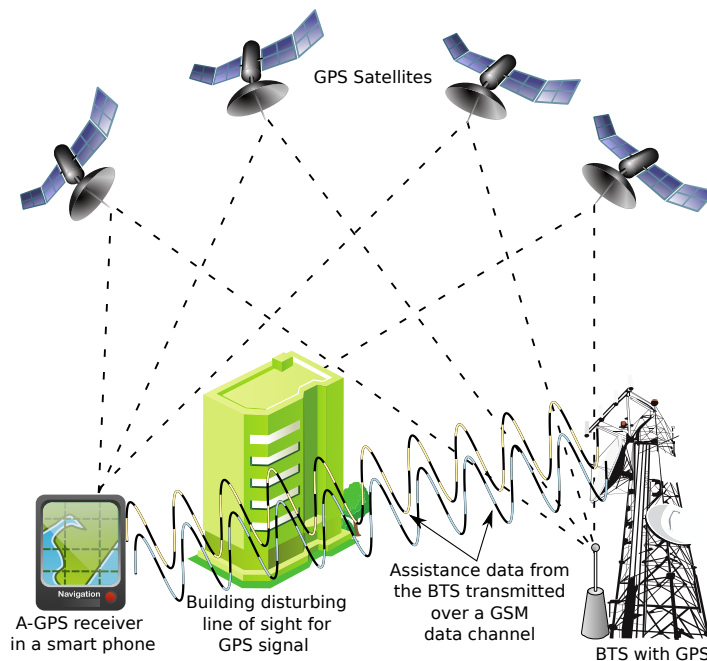 GPS Satellites
Navigation
A-GPS receiver
in a smart phone
Building disturbing
line of sight for
GPS signal
Assistance data from
the BTS transmitted
over a GSM
data channel
BTS with GPS